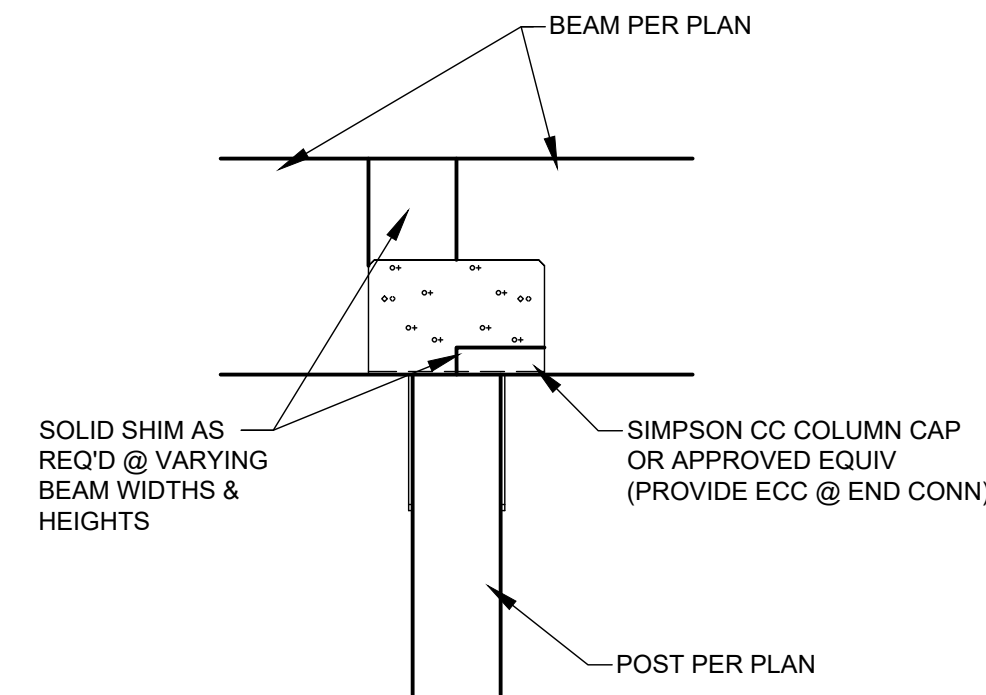 BEAM PER PLAN
SOLID SHIM AS
REQ'D @ VARYING
BEAM WIDTHS &
HEIGHTS
SIMPSON CC COLUMN CAP
OR APPROVED EQUIV
(PROVIDE ECC @ END CONN)
POST PER PLAN